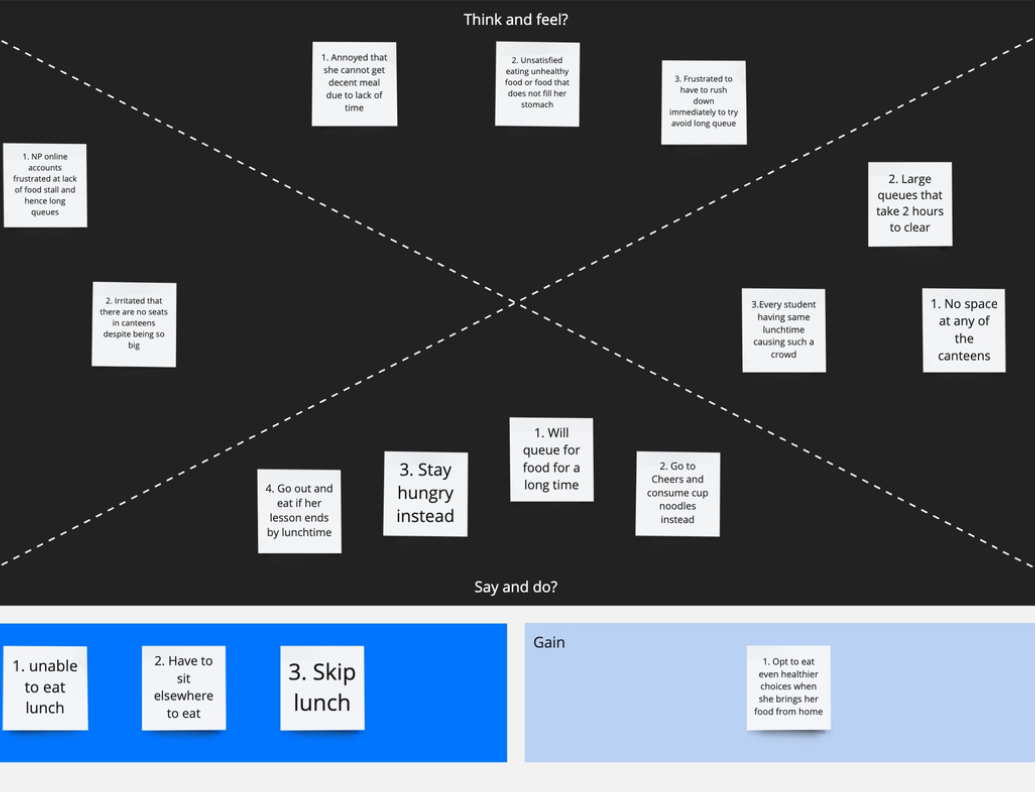 Think and feel?
1. Annoyed that
she cannot get
decent meal
due to lack of
time
2. Unsatisfied
eating unhealthy
food or food that
does not fill her
stomach
3. Frustrated to
have to rush
down
immediately to try
avoid long queue
1. NP online
accounts
frustrated at lack
of food stall and
hence long
queues
2. Irritated that
there are no seats
in canteens
despite being so
big
2. Large
queues that
take 2 hours
to clear
3.Every student
having same
lunchtime
causing such a
crowd
1. No space
at any of
the
canteens
4. Go out and
eat if her
lesson ends
by lunchtime
3. Stay
hungry
instead
1. Will
queue for
food for a
long time
2. Go to
Cheers and
consume cup
noodles
instead
Say and do?
1. unable
to eat
lunch
2. Have to
sit
elsewhere
to eat
3. Skip
lunch
Gain
1. Opt to eat
even healthier
choices when
she brings her
food from home